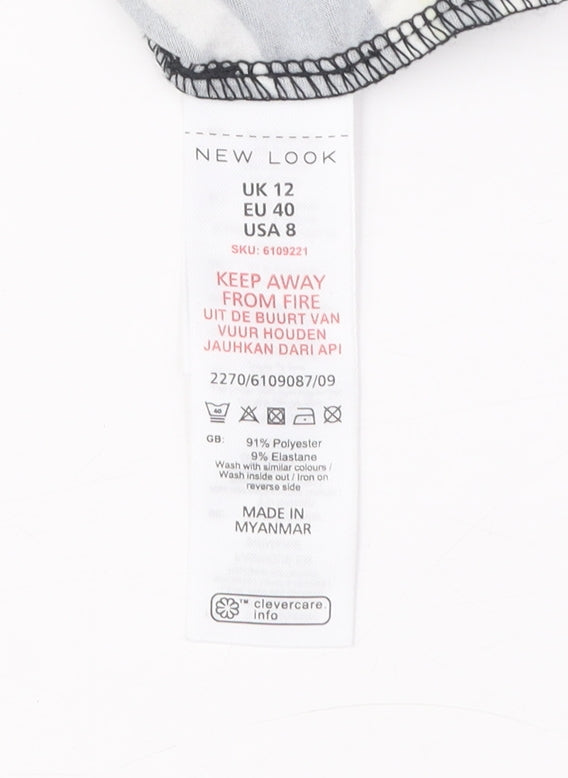 NEW LOOK
UK 12
EU 40
USA 8
SKU: 6109221
KEEP AWAY
FROM FIRE
UIT DE BUURT VAN
VUUR HOUDEN
JAUHKAN DARI API
2270/6109087/09
40
GB: 91% Polyester
9% Elastane
Wash with similar colours /
Wash inside out / Iron on
reverse side
MADE IN
MYANMAR
™ clevercare.
info